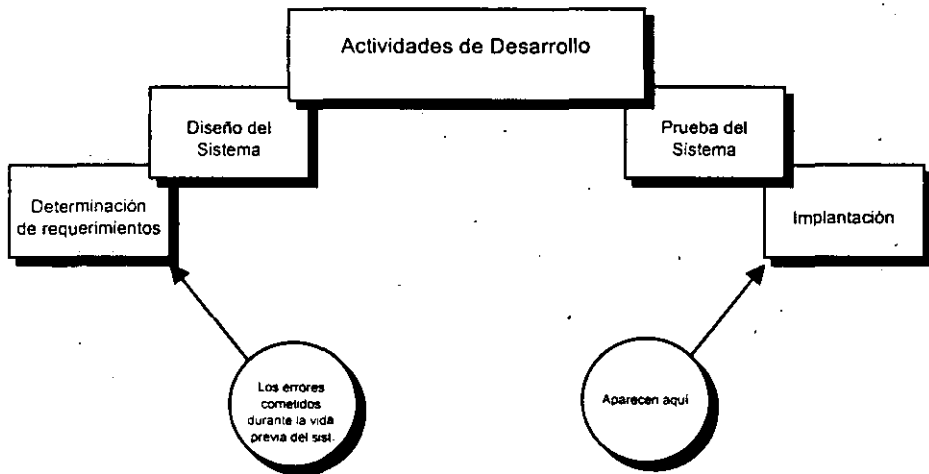 Actividades de Desarrollo
Diseño del
Sistema
Prueba del
Sistema
Determinación
de requerimientos
Implantación
Los errores
cometidos
durante la vida
previa del sist.
Aparecen aquí